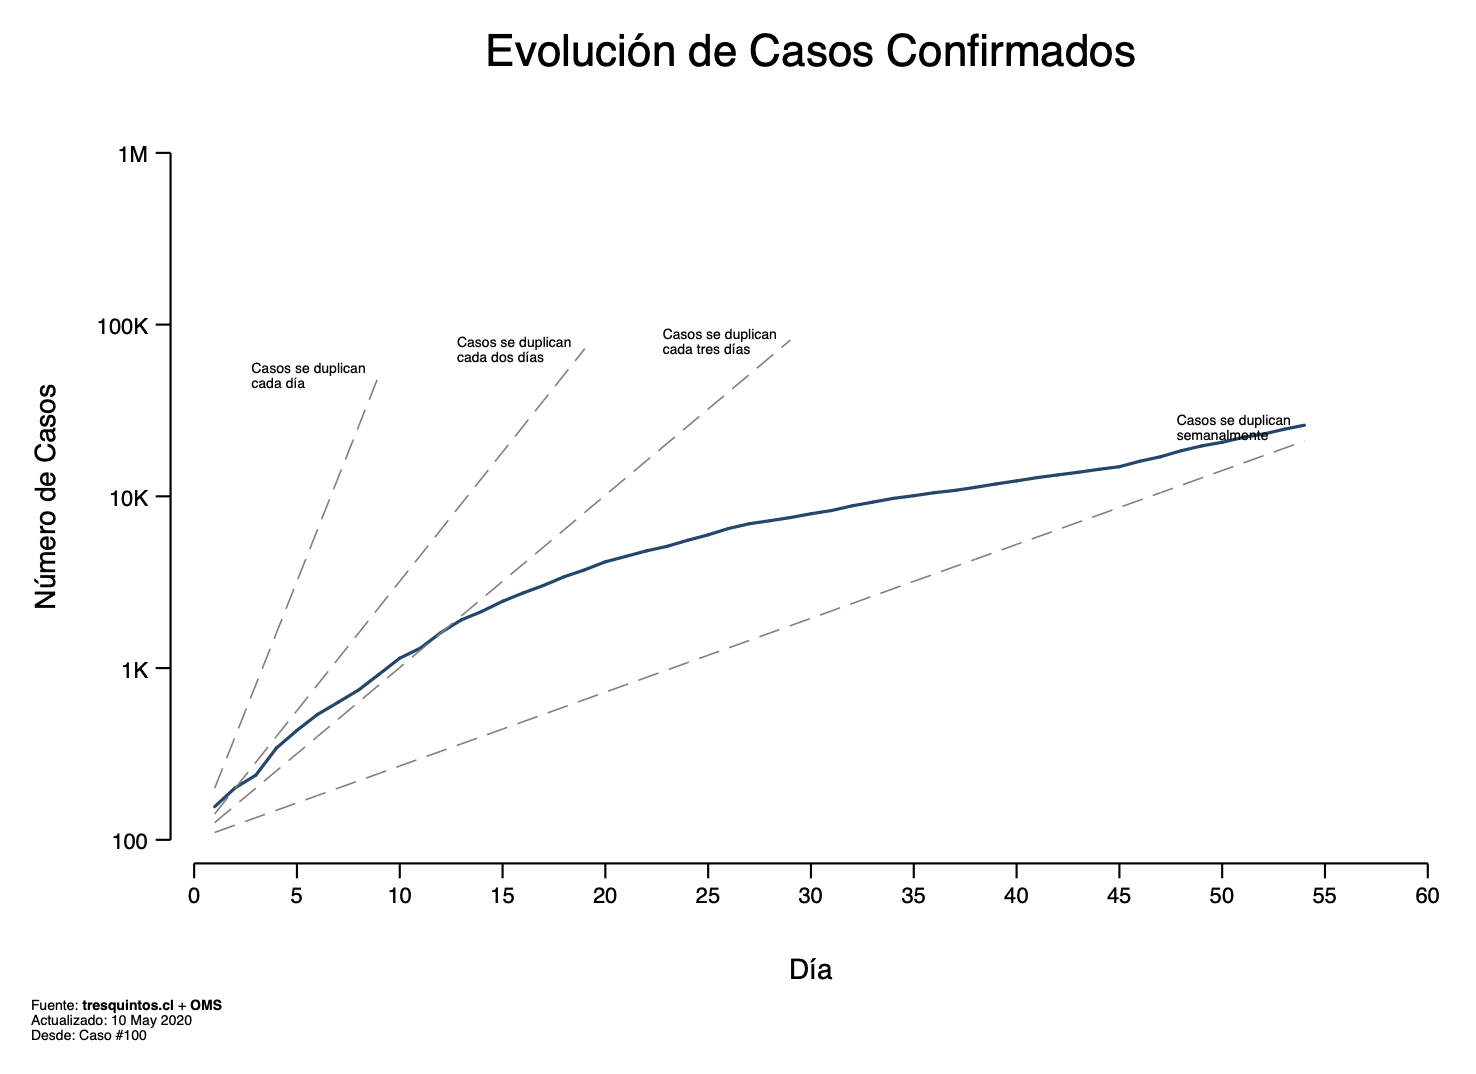 Evolución de Casos Confirmados
1M
100K
10K
1K
100
Número de Casos
Casos se duplican
cada día
Casos se duplican
cada dos días
Casos se duplican
cada tres días
Casos se duplican
semanalmente
0 5 10 15 20 25 30 35 40 45 50 55 60
Día
Fuente: tresquintos.cl + OMS
Actualizado: 10 May 2020
Desde: Caso #100